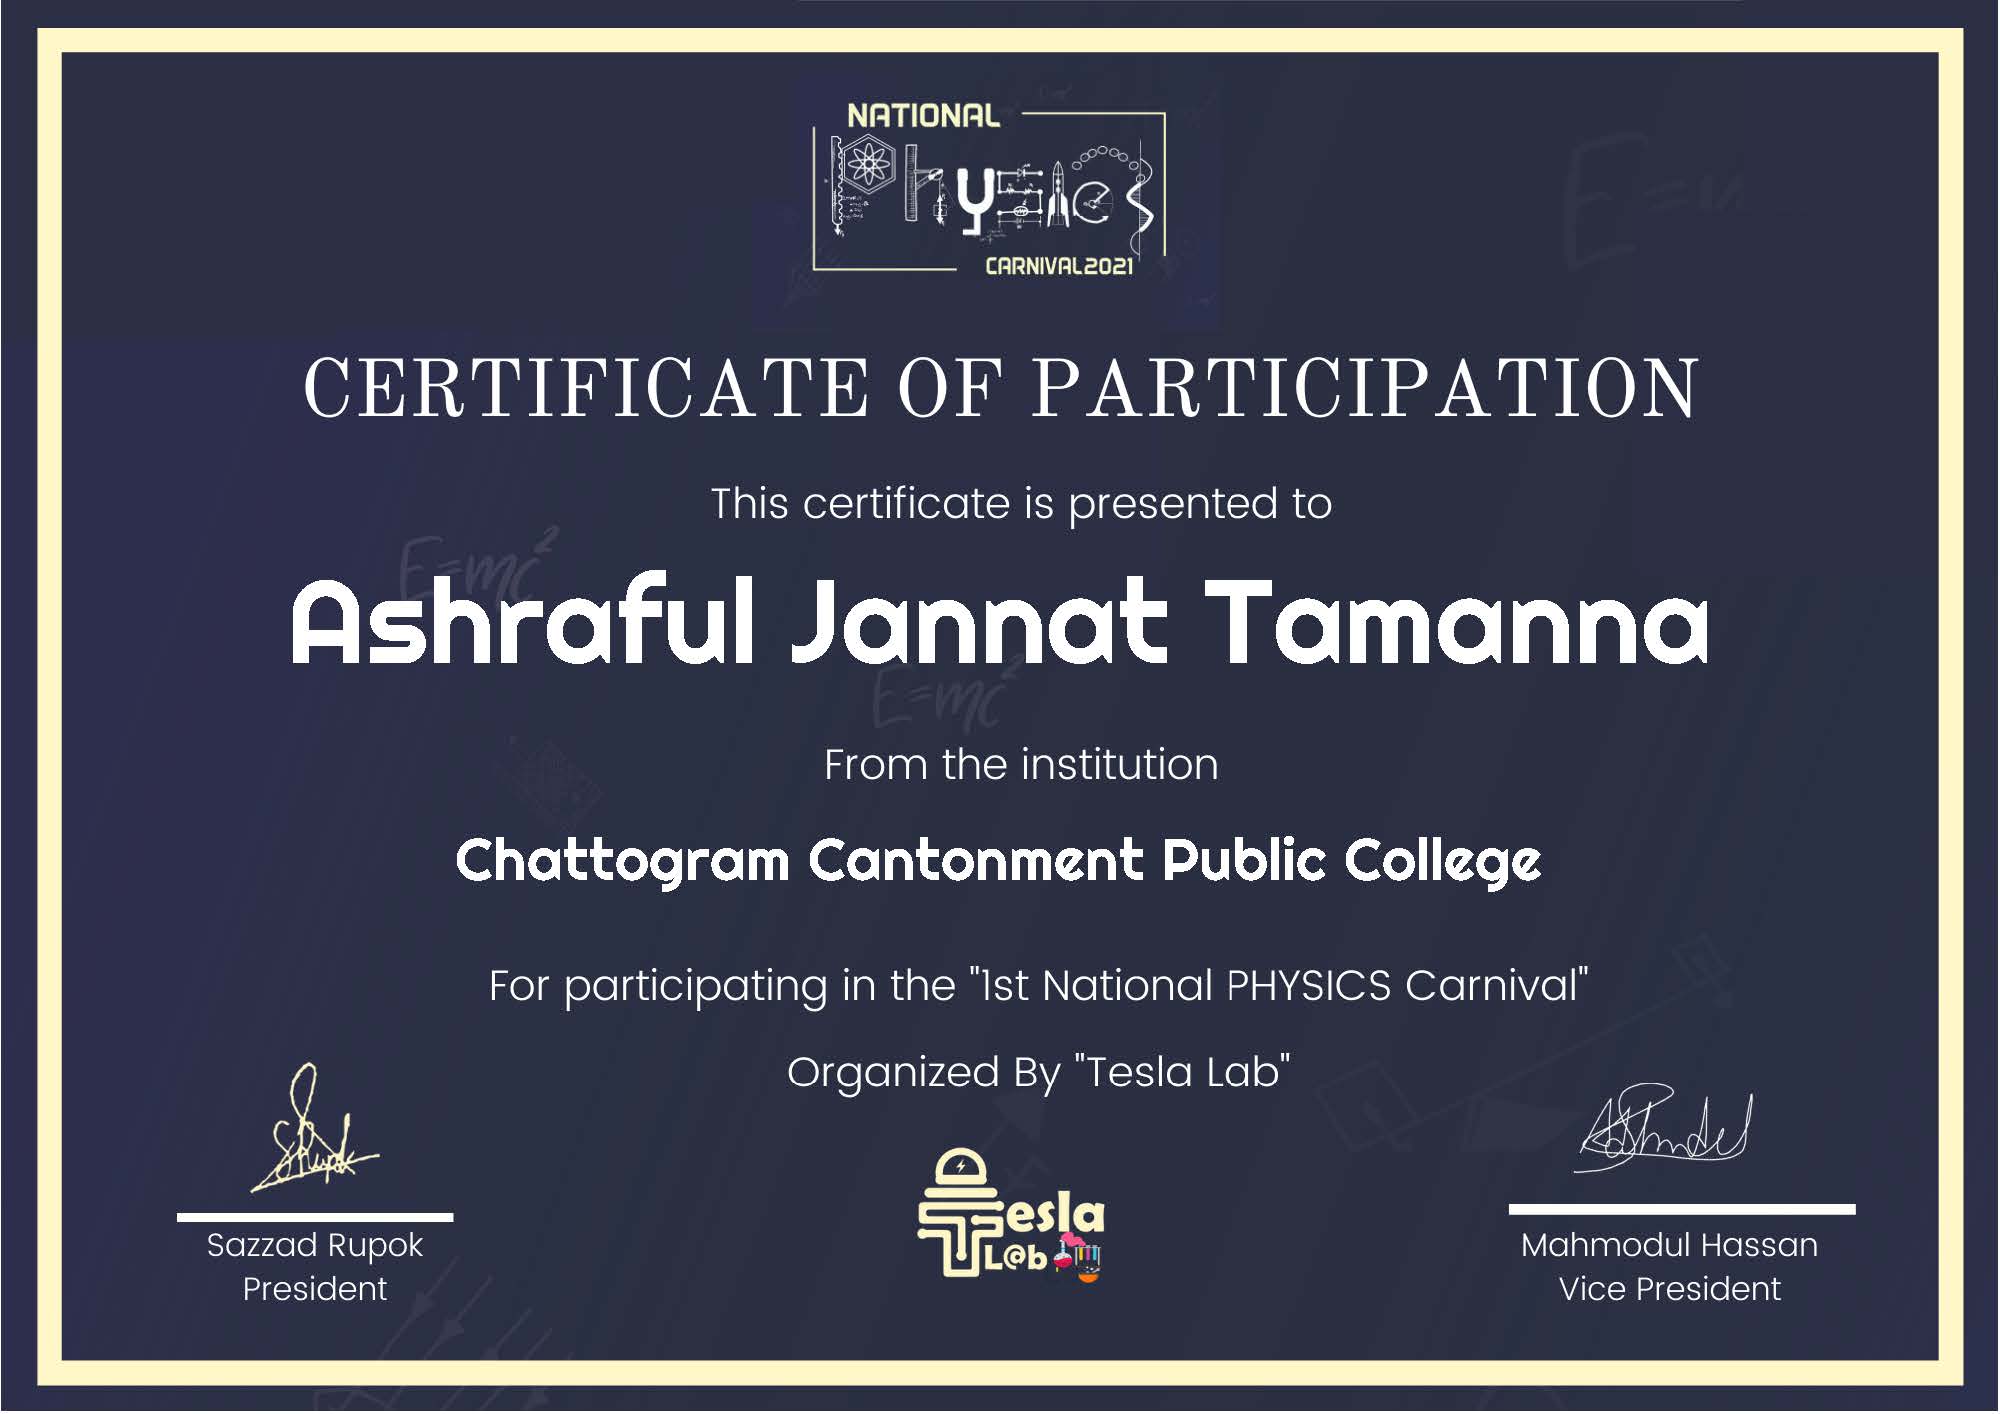 NATIONAL
Physics
CARNIVAL2021
CERTIFICATE OF PARTICIPATION
This certificate is presented to
E=mc²
Ashraful Jannat Tamanna
E=mc²
From the institution
Chattogram Cantonment Public College
For participating in the "1st National PHYSICS Carnival"
Organized By "Tesla Lab"
Tesla
L@b
Sazzad Rupok
President
Mahmodul Hassan
Vice President